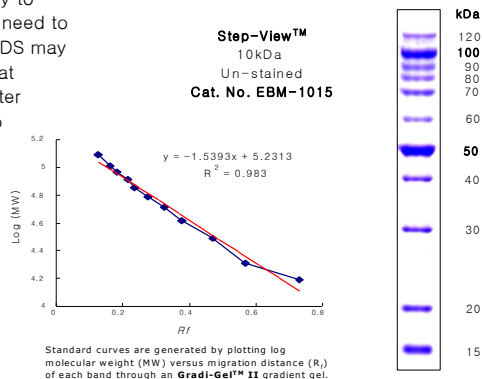 y to
need to
DS may
at
ter
o
Step-View™
10kDa
Un-stained
Cat. No. EBM-1015
kDa
120
100
90
80
70
60
50
40
30
20
15
5.2
5
4.8
4.6
4.4
4.2
4
Log (MW)
y = −1.5393x + 5.2313
R² = 0.983
0
0.2
0.4
0.6
0.8
Rf
Standard curves are generated by plotting log
molecular weight (MW) versus migration distance (Rf)
of each band through an Gradi-Gel™ II gradient gel.